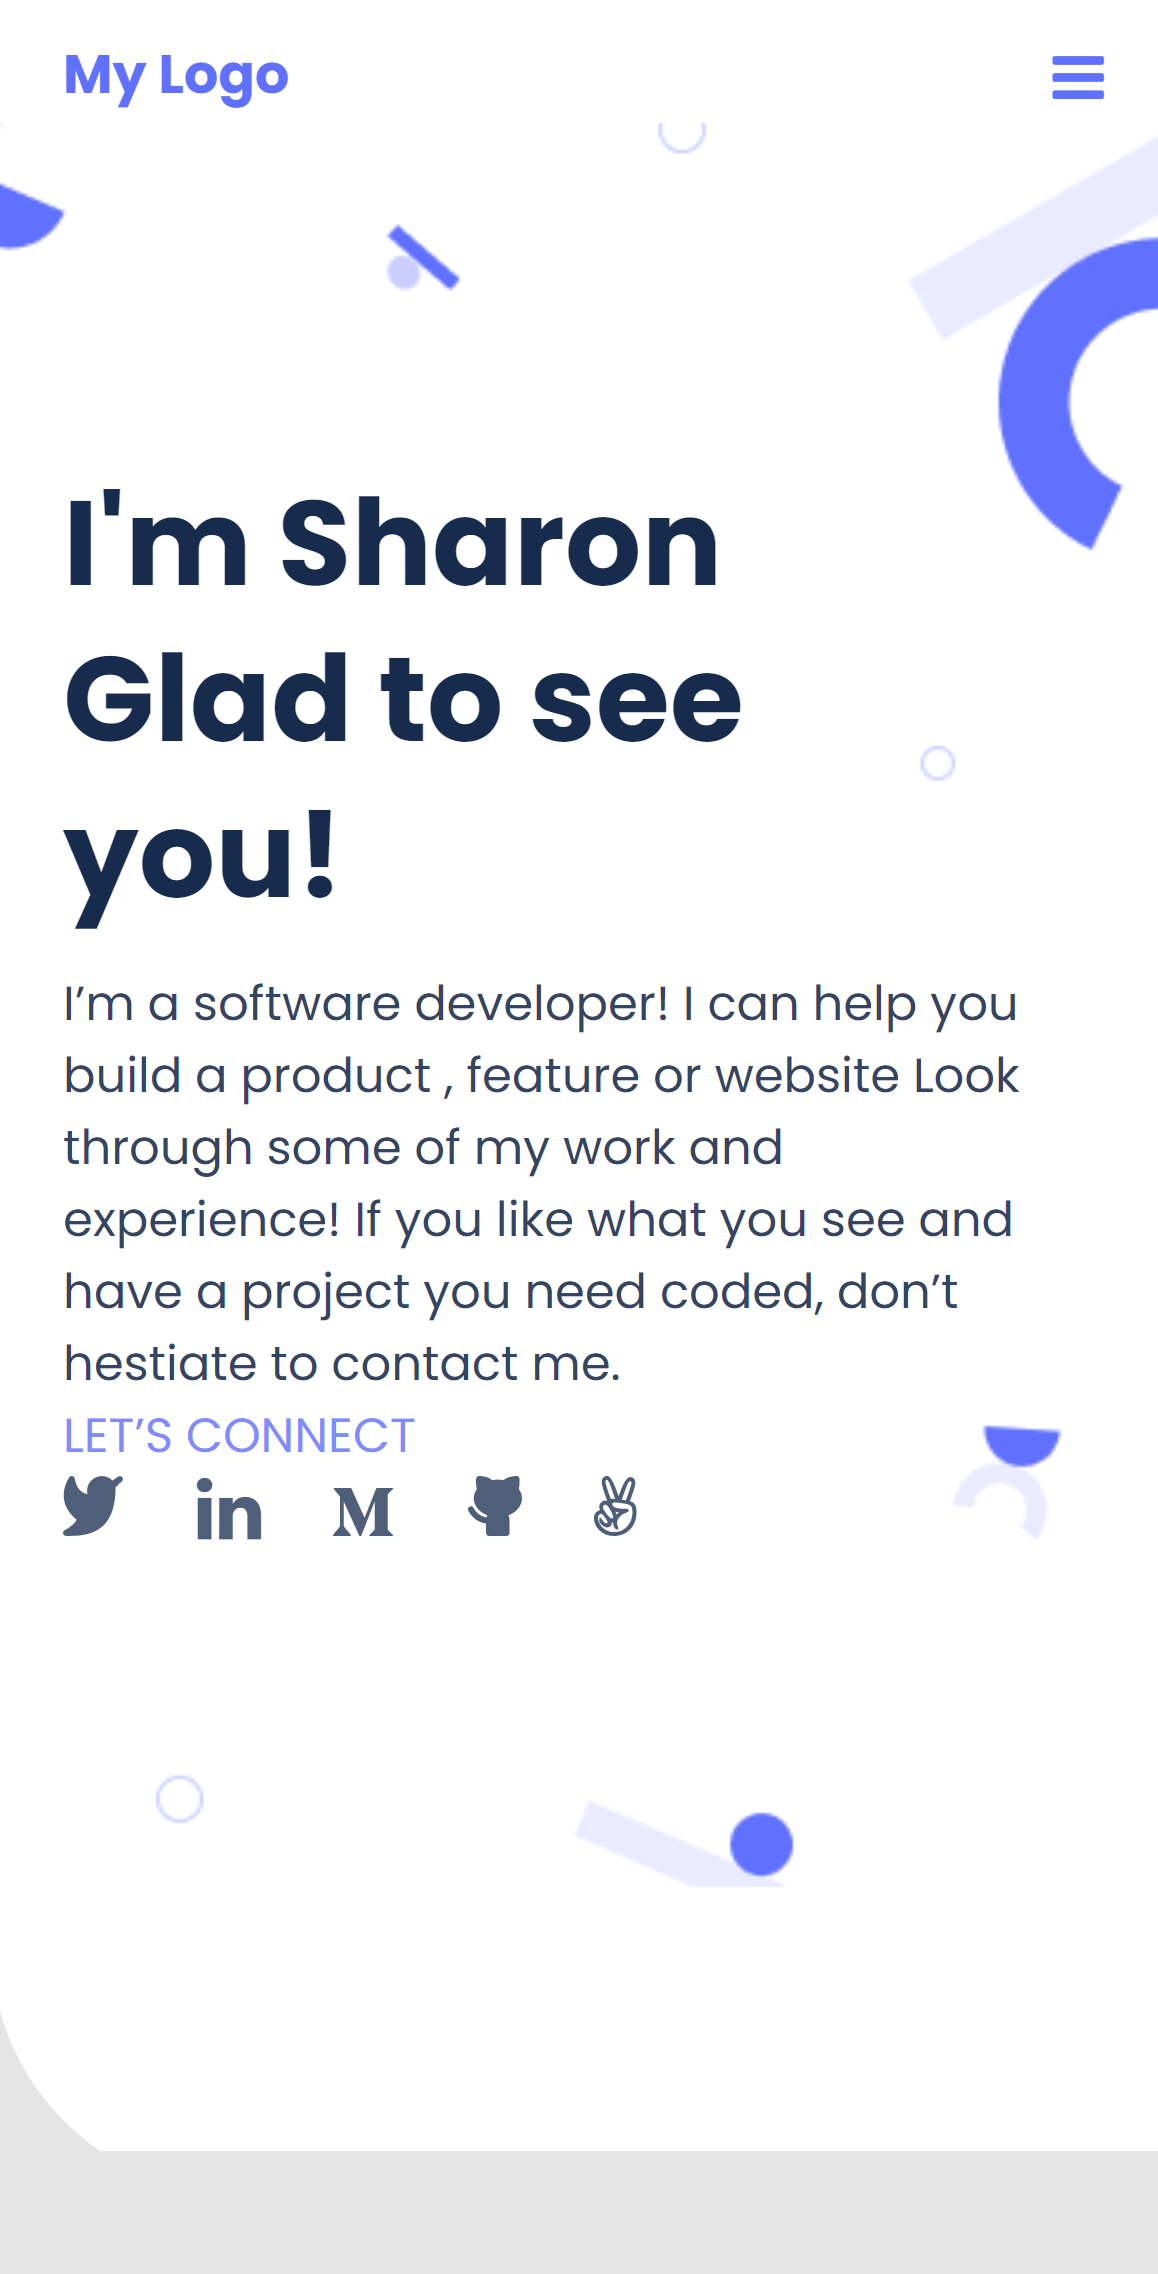 My Logo
I'm Sharon
Glad to see
you!
I’m a software developer! I can help you
build a product , feature or website Look
through some of my work and
experience! If you like what you see and
have a project you need coded, don’t
hestiate to contact me.
LET’S CONNECT